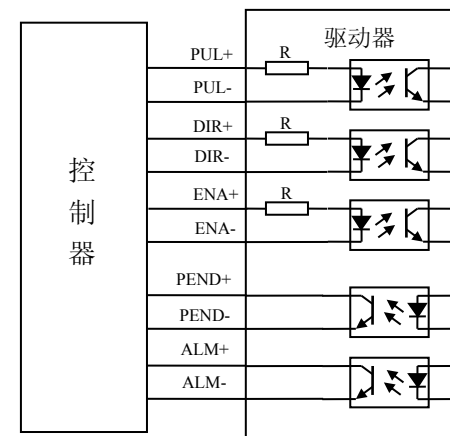 驱动器
PUL+
R
PUL-
DIR+
R
DIR-
ENA+
R
ENA-
控
制
器
PEND+
PEND-
ALM+
ALM-